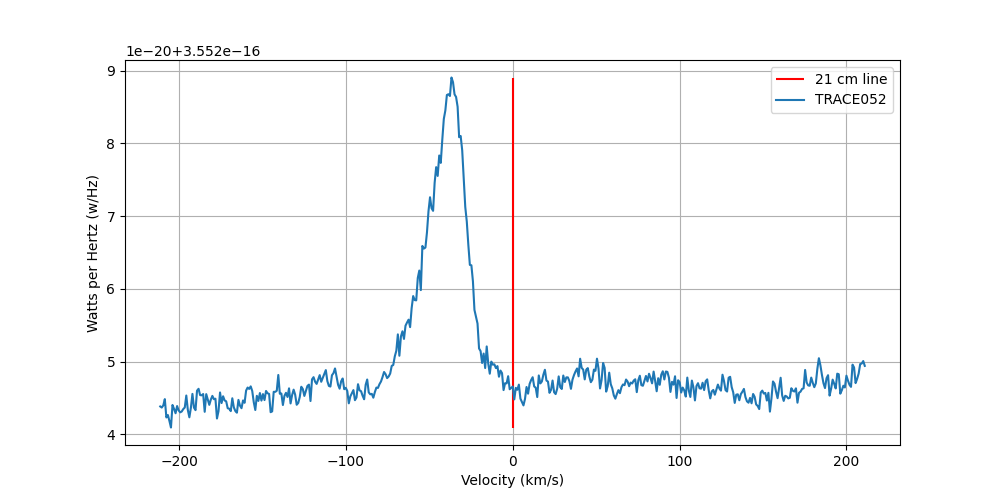 1e−20+3.552e−16
9
8
7
6
5
4
Watts per Hertz (w/Hz)
21 cm line
TRACE052
−200
−100
0
100
200
Velocity (km/s)